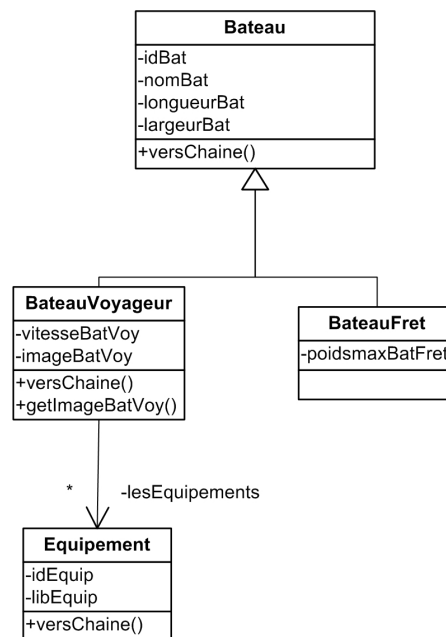 Bateau
-idBat
-nomBat
-longueurBat
-largeurBat
+versChaine()
BateauVoyageur
-vitesseBatVoy
-imageBatVoy
+versChaine()
+getImageBatVoy()
BateauFret
-poidsmaxBatFret
* -lesEquipements
Equipement
-idEquip
-libEquip
+versChaine()